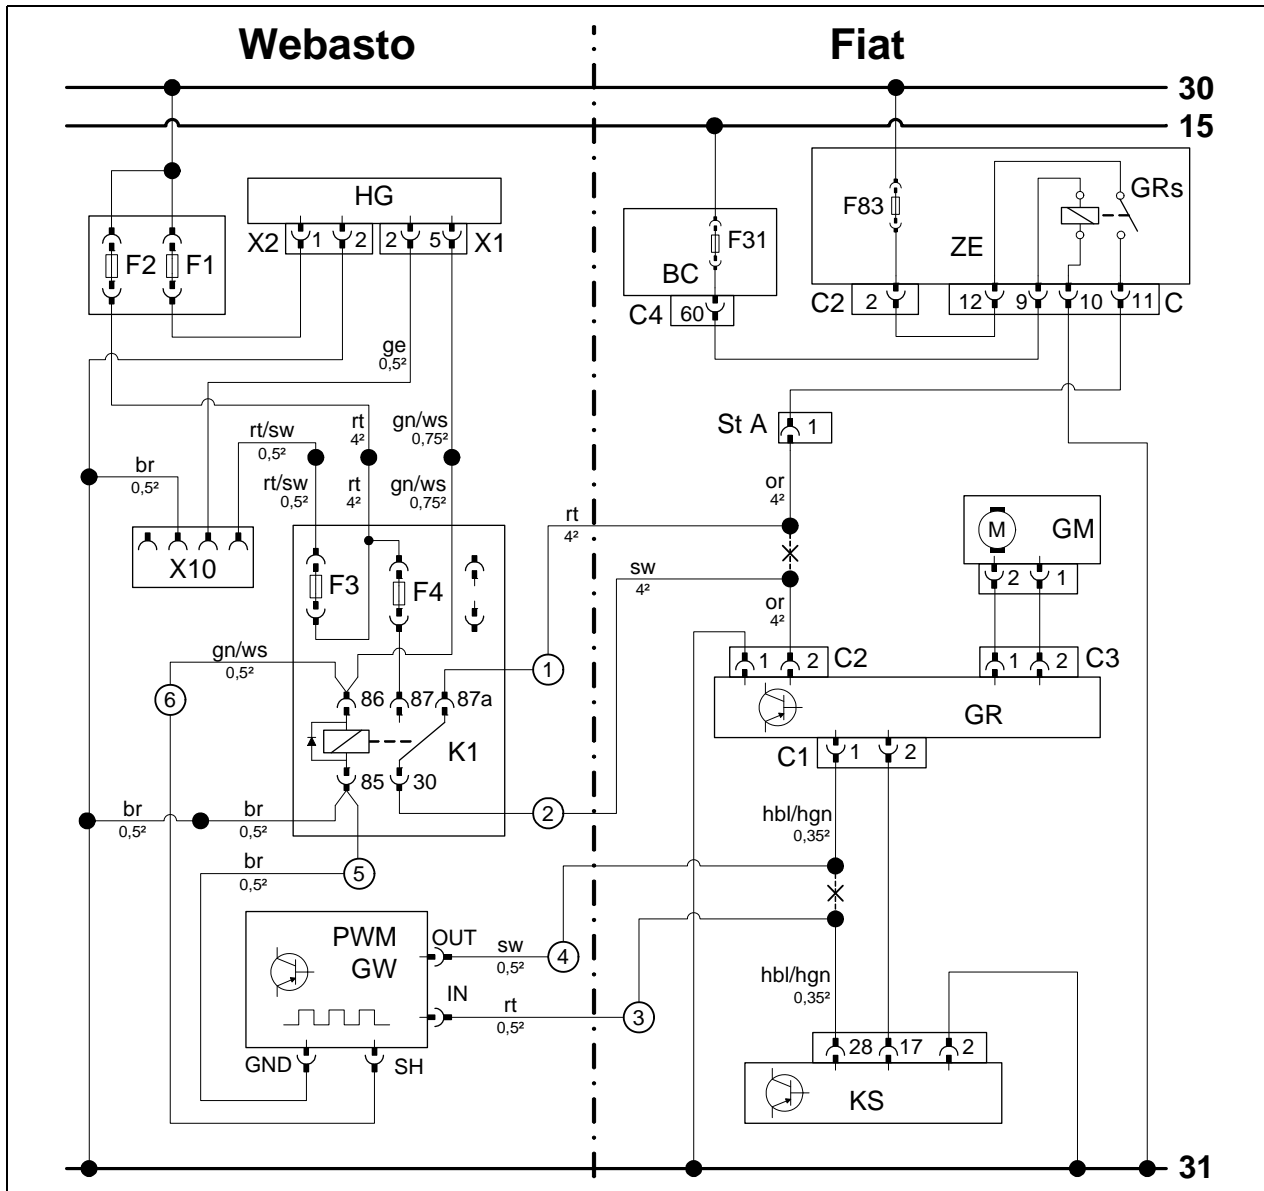 Webasto Fiat
30
15
HG
GRs
F83
F31
X2 1 2 2 5 X1
F2 F1
ZE
BC
C2 2 12 9 10 11 C
C4 60
ge
0,5²
St A 1
rt/sw
0,5²
rt
4²
gn/ws
0,75²
br
0,5²
rt/sw
0,5²
rt
4²
gn/ws
0,75²
or
4²
rt
4²
M GM
X10
F3 F4
sw
4²
2 1
or
4²
gn/ws
0,5²
1
1 2 C2
1 2 C3
6
86 87 87a
GR
K1
C1 1 2
85 30
br
0,5²
br
0,5²
2
hbl/hgn
0,35²
br
0,5²
5
PWM
GW
OUT
sw
0,5²
4
IN
rt
0,5²
3
hbl/hgn
0,35²
GND SH
28 17 2
KS
31